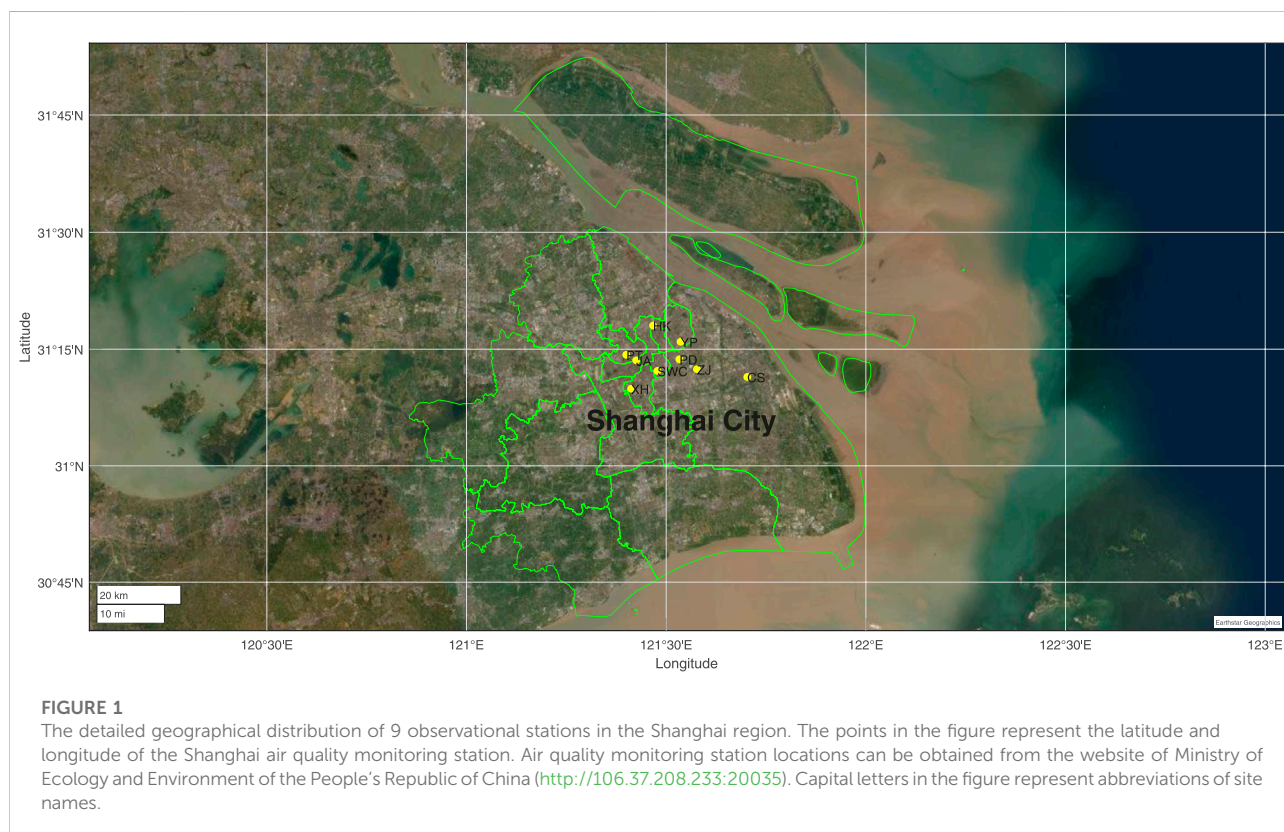 31°45'N
31°30'N
31°15'N
31°N
30°45'N
Latitude
HK
YP
PT
JA
PD
SWC
ZJ
CS
XH
Shanghai City
20 km
10 mi
Earthstar Geographics
120°30'E
121°E
121°30'E
122°E
122°30'E
123°E
Longitude
FIGURE 1
The detailed geographical distribution of 9 observational stations in the Shanghai region. The points in the figure represent the latitude and
longitude of the Shanghai air quality monitoring station. Air quality monitoring station locations can be obtained from the website of Ministry of
Ecology and Environment of the People's Republic of China (http://106.37.208.233:20035). Capital letters in the figure represent abbreviations of site
names.